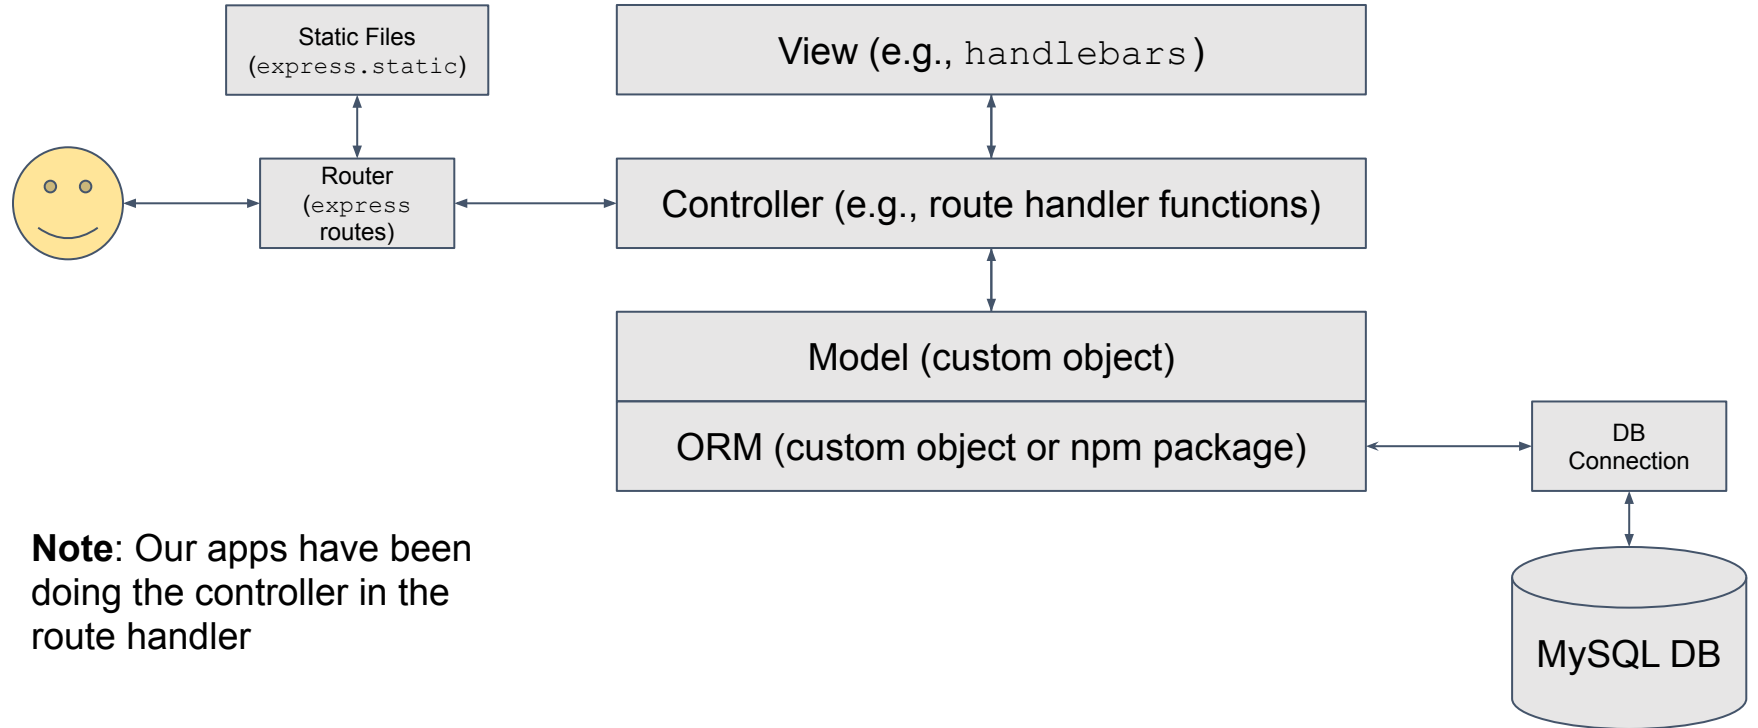 Static Files
(express.static)
View (e.g., handlebars)
Router
(express
routes)
Controller (e.g., route handler functions)
Model (custom object)
ORM (custom object or npm package)
DB
Connection
Note: Our apps have been
doing the controller in the
route handler
MySQL DB